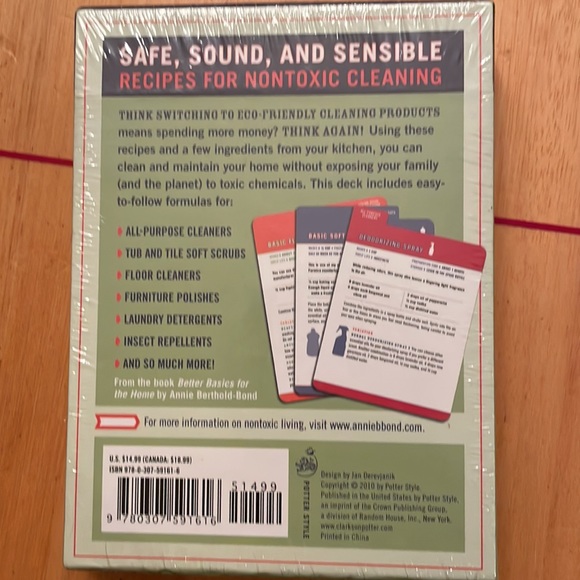 SAFE, SOUND, AND SENSIBLE
RECIPES FOR NONTOXIC CLEANING
THINK SWITCHING TO ECO-FRIENDLY CLEANING PRODUCTS
means spending more money? THINK AGAIN! Using these
recipes and a few ingredients from your kitchen, you can
clean and maintain your home without exposing your family
(and the planet) to toxic chemicals. This deck includes easy-
to-follow formulas for:
ALL-PURPOSE CLEANERS
TUB AND TILE SOFT SCRUBS
FLOOR CLEANERS
FURNITURE POLISHES
LAUNDRY DETERGENTS
INSECT REPELLENTS
AND SO MUCH MORE!
BASIC
BASIC SOFT
DEODORIZING SPRAY
From the book Better Basics for
the Home by Annie Berthold-Bond
For more information on nontoxic living, visit www.anniebbond.com.
U.S. $14.99 (CANADA: $18.99)
ISBN 978-0-307-59161-6
51499
9 780307 591616
POTTER STYLE
Design by Jan Derevjanik
Copyright © 2010 by Potter Style.
Published in the United States by Potter Style,
an imprint of the Crown Publishing Group,
a division of Random House, Inc., New York.
www.clarksonpotter.com
Printed in China